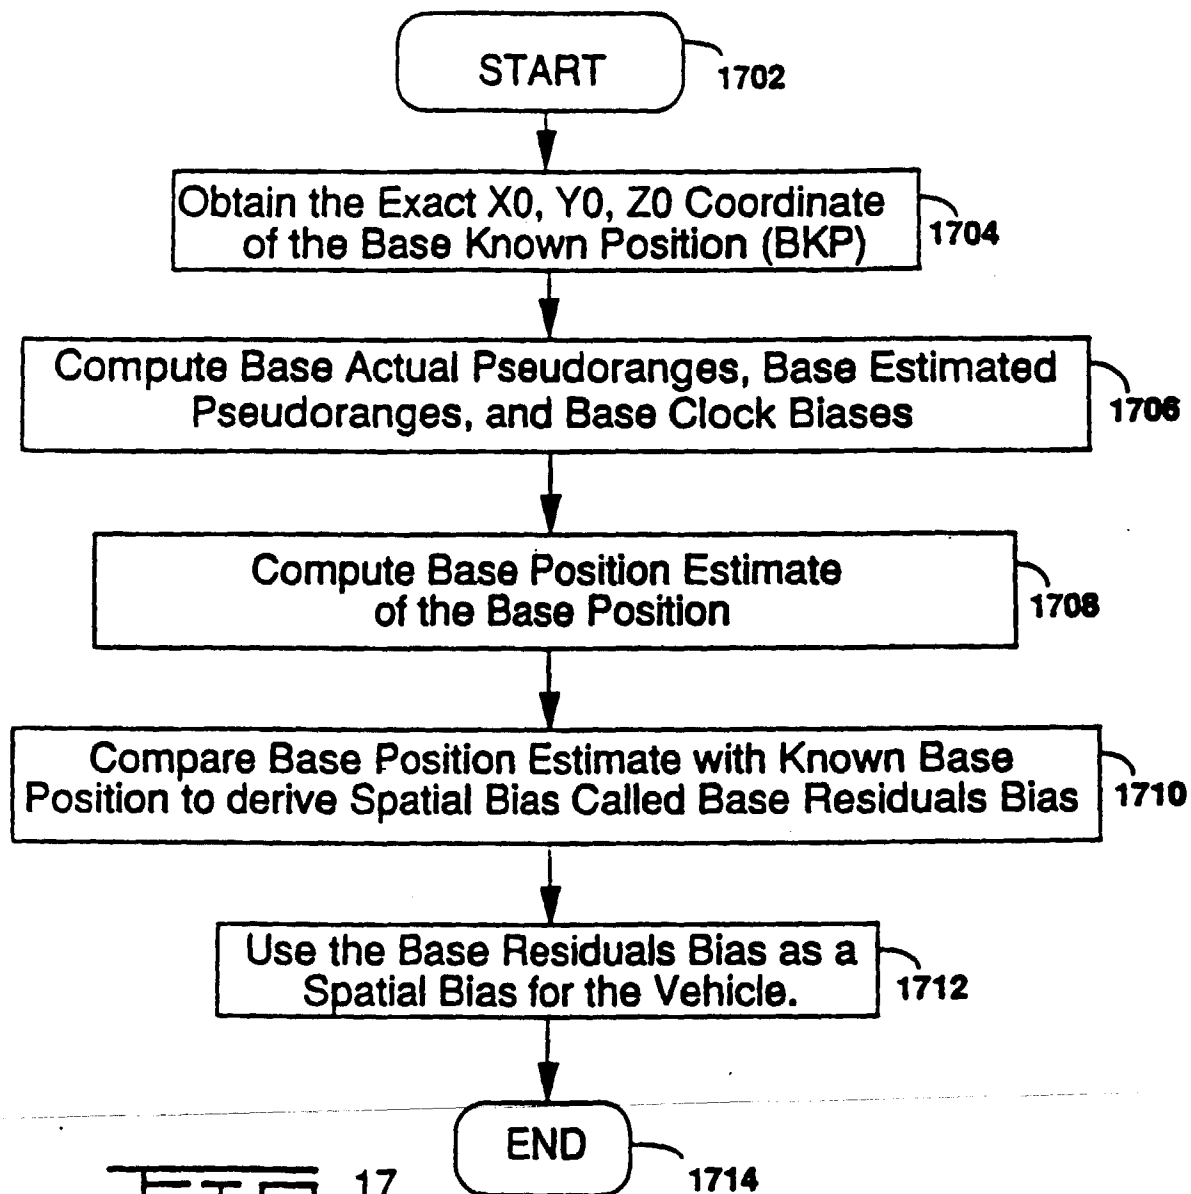 START
1702
Obtain the Exact X0, Y0, Z0 Coordinate
of the Base Known Position (BKP)
1704
Compute Base Actual Pseudoranges, Base Estimated
Pseudoranges, and Base Clock Biases
1706
Compute Base Position Estimate
of the Base Position
1708
Compare Base Position Estimate with Known Base
Position to derive Spatial Bias Called Base Residuals Bias
1710
Use the Base Residuals Bias as a
Spatial Bias for the Vehicle.
1712
END
1714
17